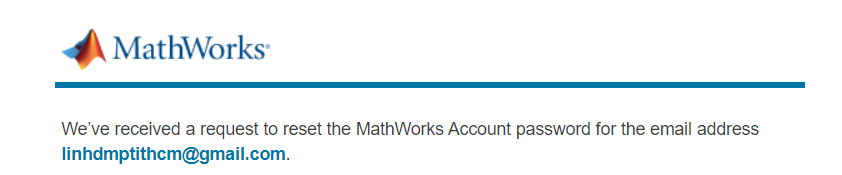 MathWorks®
We've received a request to reset the MathWorks Account password for the email address
linhdmptithcm@gmail.com.